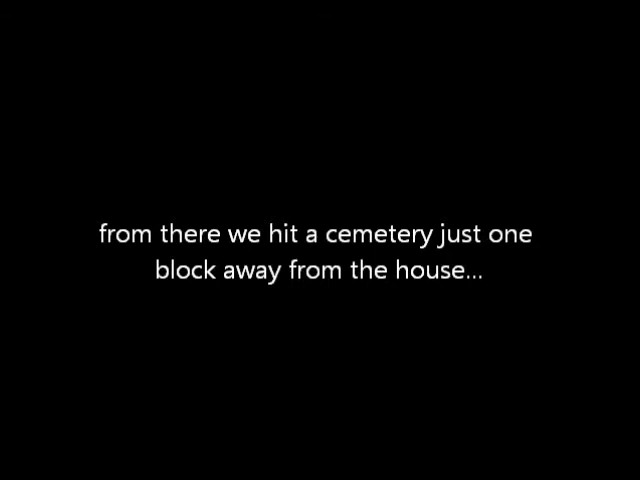 from there we hit a cemetery just one
block away from the house...